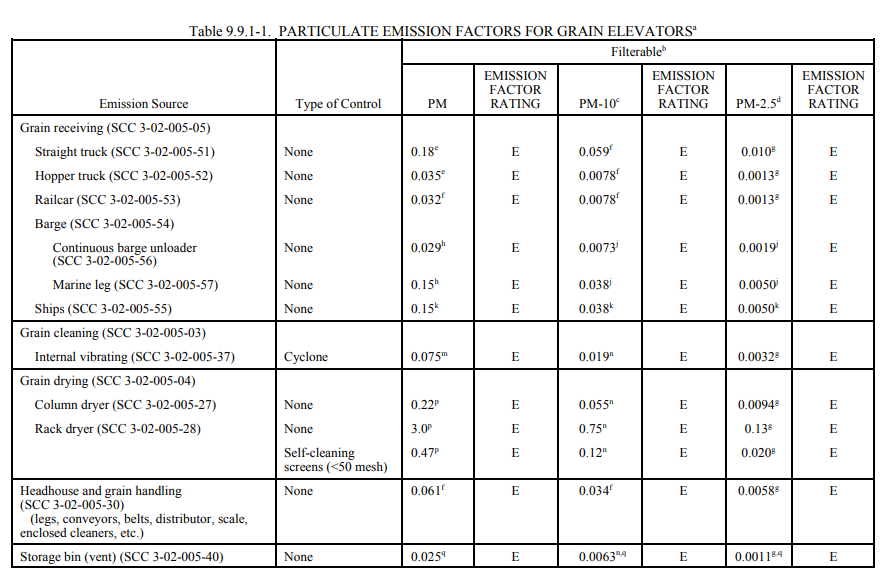 Table 9.9.1-1. PARTICULATE EMISSION FACTORS FOR GRAIN ELEVATORSᵃ
Filterableᵇ
Emission Source Type of Control PM EMISSION FACTOR RATING PM-10ᶜ EMISSION FACTOR RATING PM-2.5ᵈ EMISSION FACTOR RATING
Grain receiving (SCC 3-02-005-05)
Straight truck (SCC 3-02-005-51) None 0.18ᵉ E 0.059ᶠ E 0.010ᵍ E
Hopper truck (SCC 3-02-005-52) None 0.035ᵉ E 0.0078ᶠ E 0.0013ᵍ E
Railcar (SCC 3-02-005-53) None 0.032ᶠ E 0.0078ᶠ E 0.0013ᵍ E
Barge (SCC 3-02-005-54)
Continuous barge unloader None 0.029ʰ E 0.0073ʲ E 0.0019ʲ E
(SCC 3-02-005-56)
Marine leg (SCC 3-02-005-57) None 0.15ʰ E 0.038ʲ E 0.0050ʲ E
Ships (SCC 3-02-005-55) None 0.15ᵏ E 0.038ᵏ E 0.0050ᵏ E
Grain cleaning (SCC 3-02-005-03)
Internal vibrating (SCC 3-02-005-37) Cyclone 0.075ᵐ E 0.019ⁿ E 0.0032ᵍ E
Grain drying (SCC 3-02-005-04)
Column dryer (SCC 3-02-005-27) None 0.22ᵖ E 0.055ⁿ E 0.0094ᵍ E
Rack dryer (SCC 3-02-005-28) None 3.0ᵖ E 0.75ⁿ E 0.13ᵍ E
Self-cleaning 0.47ᵖ E 0.12ⁿ E 0.020ᵍ E
screens (<50 mesh)
Headhouse and grain handling None 0.061ᶠ E 0.034ᶠ E 0.0058ᵍ E
(SCC 3-02-005-30)
(legs, conveyors, belts, distributor, scale,
enclosed cleaners, etc.)
Storage bin (vent) (SCC 3-02-005-40) None 0.025^q E 0.0063^n,q E 0.0011^g,q E